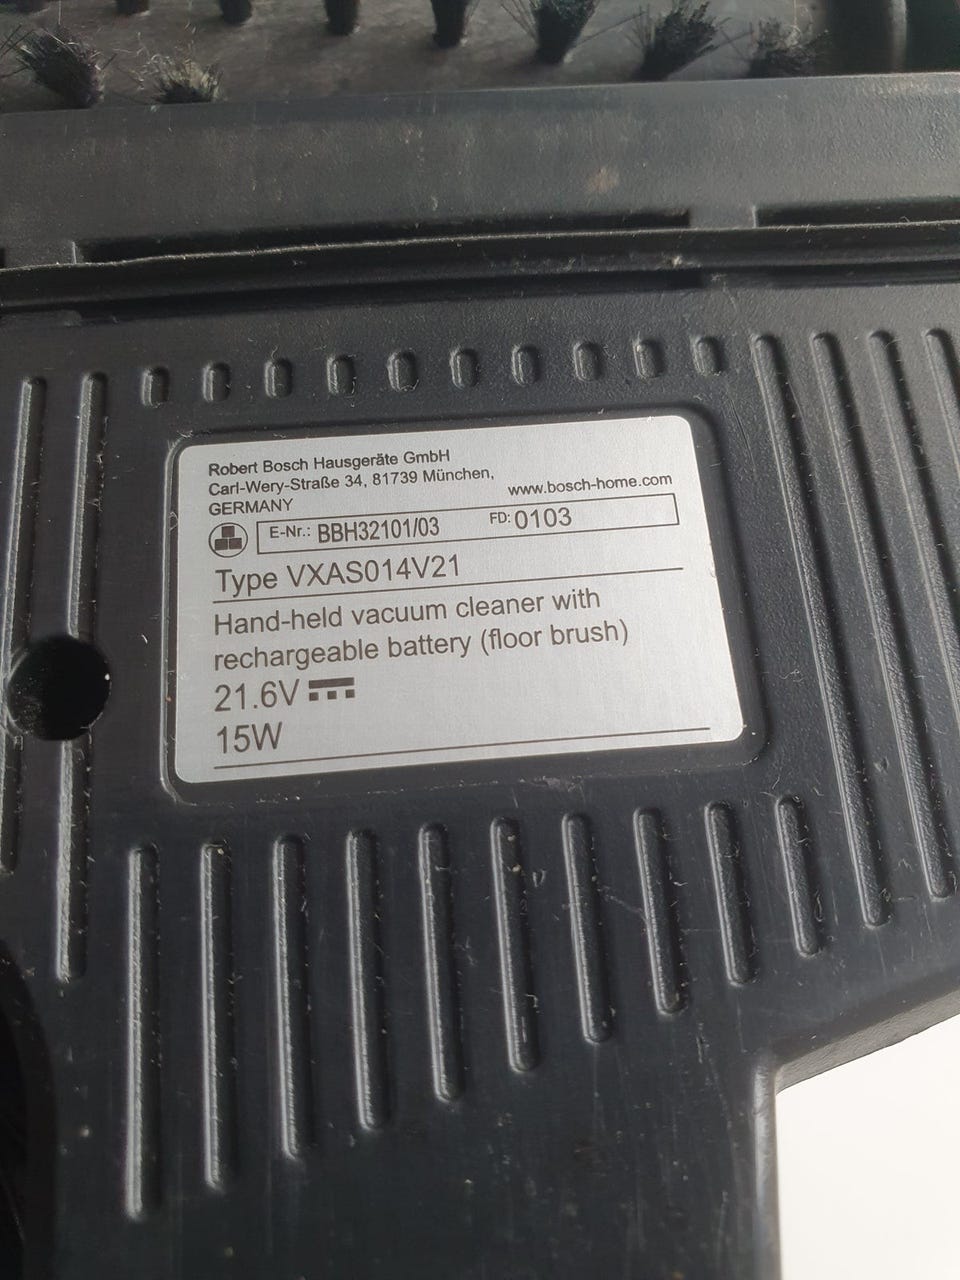 Robert Bosch Hausgeräte GmbH
Carl-Wery-Straße 34, 81739 München,
GERMANY
www.bosch-home.com
E-Nr.: BBH32101/03 FD: 0103
Type VXAS014V21
Hand-held vacuum cleaner with
rechargeable battery (floor brush)
21.6V
15W